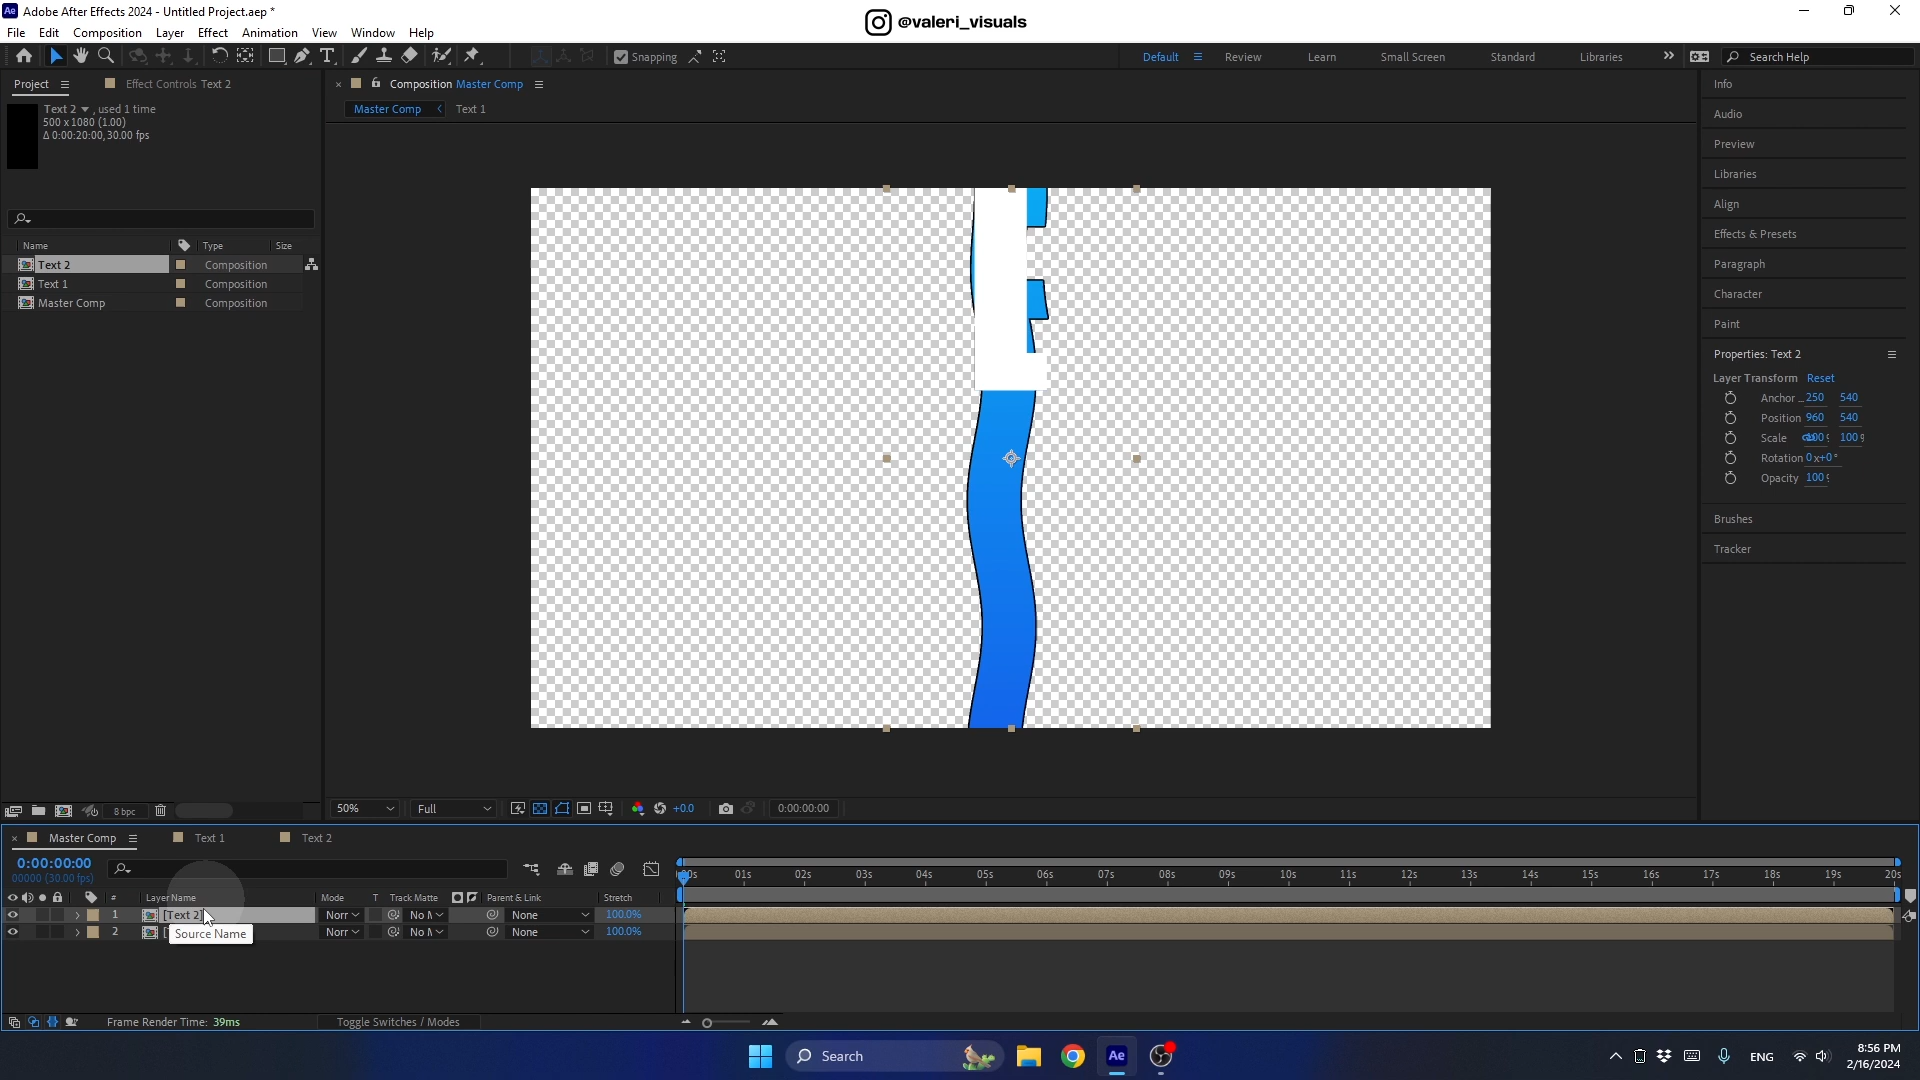 Adobe After Effects 2024 - Untitled Project.aep *
@valeri_visuals
File Edit Composition Layer Effect Animation View Window Help
Snapping
Default Review Learn Small Screen Standard Libraries
Search Help
Project
Effect Controls Text 2
Text 2 , used 1 time
500 x 1080 (1.00)
Δ 0:00:20:00, 30.00 fps
Name Type Size
Text 2 Composition
Text 1 Composition
Master Comp Composition
8 bpc
Composition Master Comp
Master Comp Text 1
50% Full +0.0 0:00:00:00
Info
Audio
Preview
Libraries
Align
Effects & Presets
Paragraph
Character
Paint
Properties: Text 2
Layer Transform Reset
Anchor .. 250 540
Position 960 540
Scale 100
Rotation 0x+0°
Opacity 100
Brushes
Tracker
Master Comp Text 1 Text 2
0:00:00:00
00000 (30.00 fps)
# Layer Name Mode T Track Matte Parent & Link Stretch
1 [Text 2] Norr None 100.0%
2 Norr None 100.0%
Source Name
01s 02s 03s 04s 05s 06s 07s 08s 09s 10s 11s 12s 13s 14s 15s 16s 17s 18s 19s 20s
Frame Render Time: 39ms
Toggle Switches / Modes
Search
Ae
ENG
8:56 PM
2/16/2024